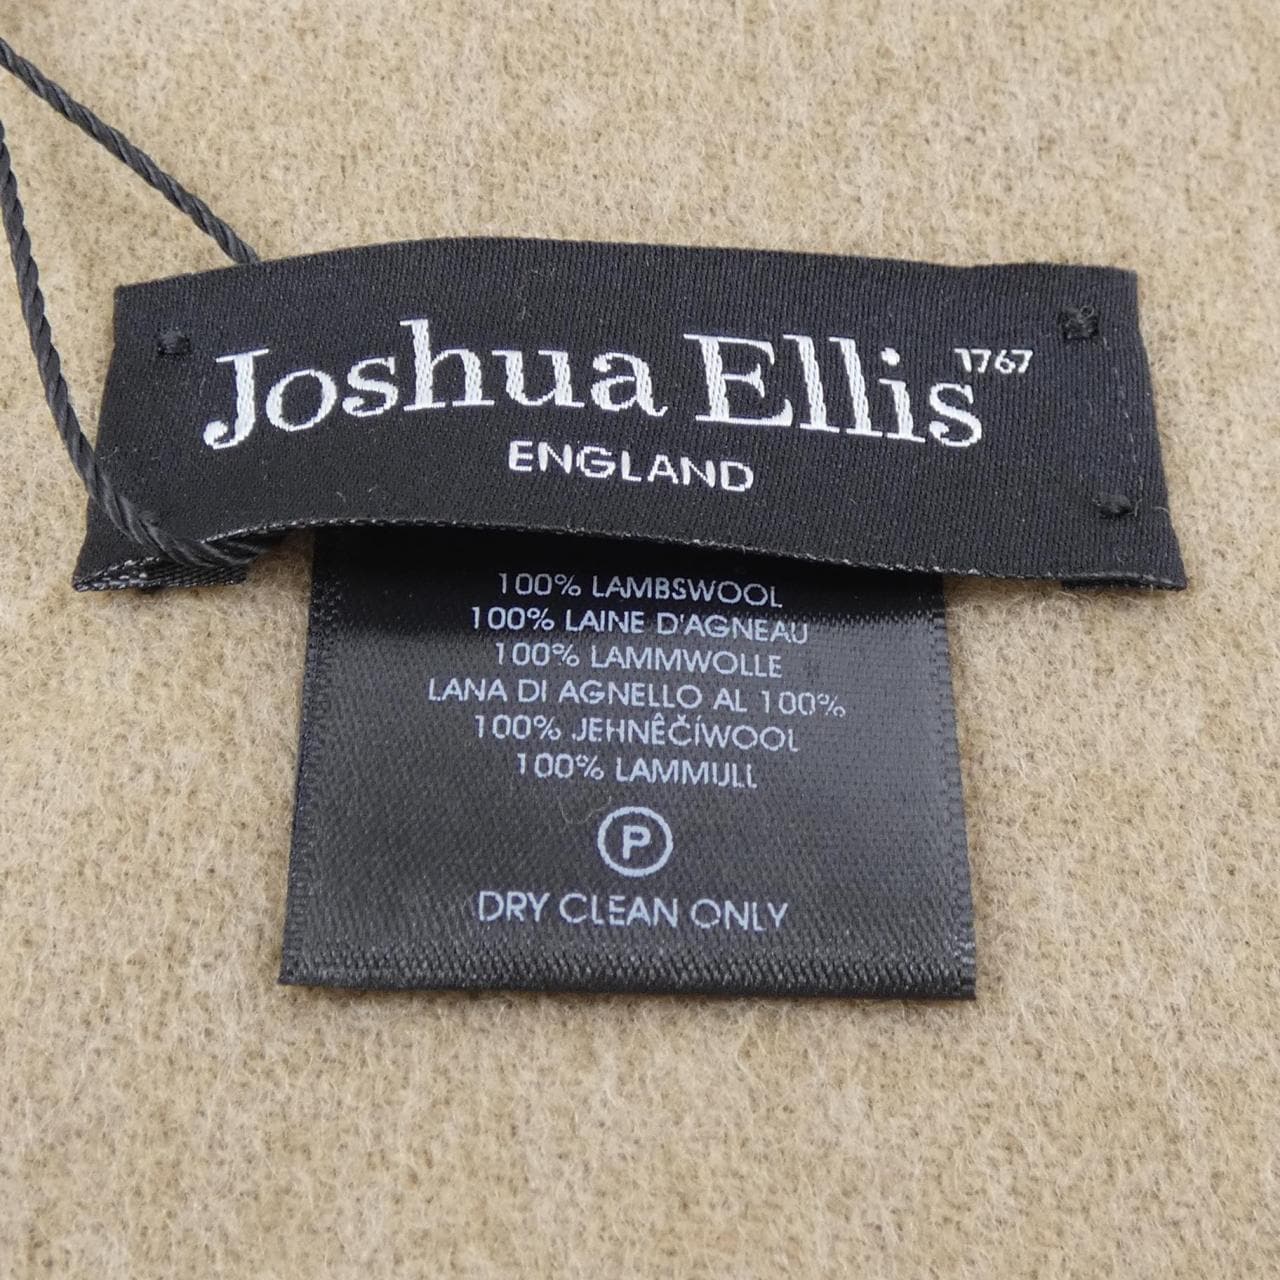 Joshua Ellis 1767
ENGLAND
100% LAMBSWOOL
100% LAINE D'AGNEAU
100% LAMMWOLLE
LANA DI AGNELLO AL 100%
100% JEHNÊČÍWOOL
100% LAMMULL
P
DRY CLEAN ONLY